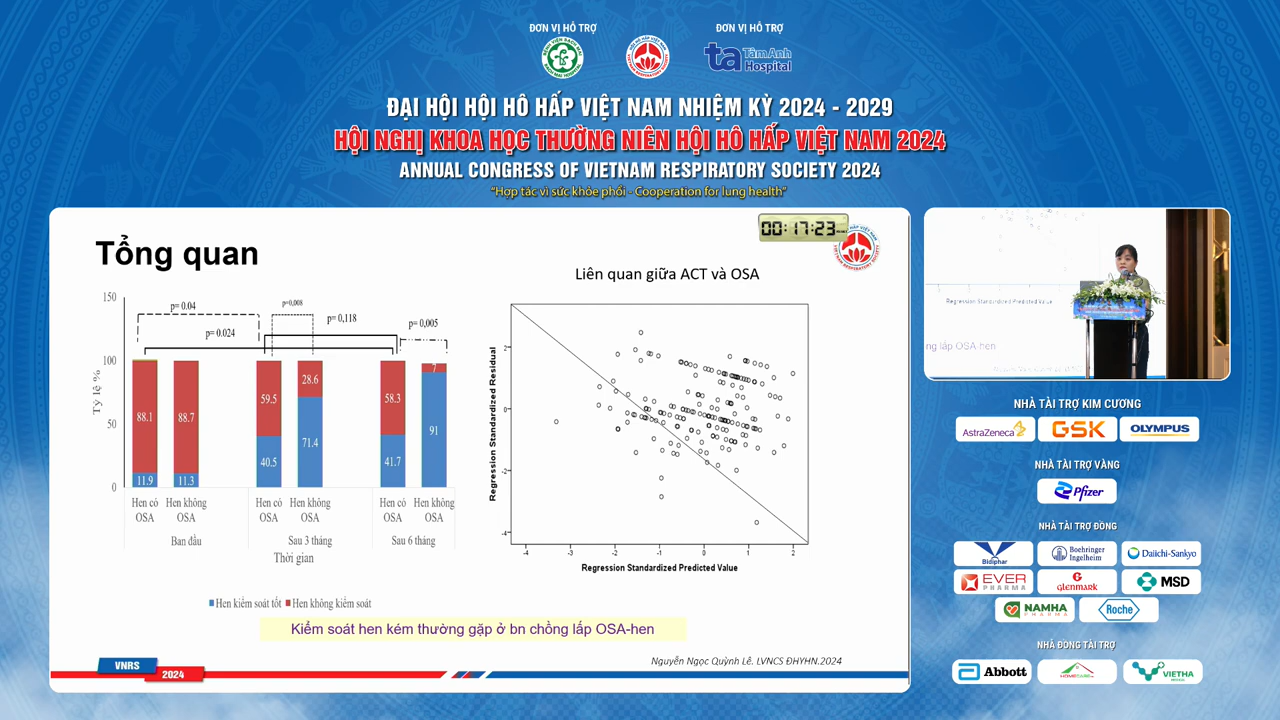 ĐƠN VỊ HỖ TRỢ
ĐƠN VỊ HỖ TRỢ
ta TâmAnh Hospital
ĐẠI HỘI HỘI HÔ HẤP VIỆT NAM NHIỆM KỲ 2024 - 2029
HỘI NGHỊ KHOA HỌC THƯỜNG NIÊN HỘI HÔ HẤP VIỆT NAM 2024
ANNUAL CONGRESS OF VIETNAM RESPIRATORY SOCIETY 2024
"Hợp tác vì sức khỏe phổi - Cooperation for lung health"
00:17:23
Tổng quan
150
100
50
0
Tỷ lệ %
p= 0.04
p= 0.024
p=0,008
p= 0,118
p= 0,005
88.1
88.7
59.5
28.6
58.3
7
11.9
11.3
40.5
71.4
41.7
91
Hen có OSA
Hen không OSA
Hen có OSA
Hen không OSA
Hen có OSA
Hen không OSA
Ban đầu
Sau 3 tháng
Sau 6 tháng
Thời gian
Hen kiểm soát tốt
Hen không kiểm soát
Liên quan giữa ACT và OSA
Regression Standardized Residual
2
0
-2
-4
-4
-3
-2
-1
0
1
2
Regression Standardized Predicted Value
Kiểm soát hen kém thường gặp ở bn chồng lấp OSA-hen
Nguyễn Ngọc Quỳnh Lê. LVNCS ĐHYHN.2024
VNRS
2024
Regression Standardized Predicted Value
ng lấp OSA-hen
NHÀ TÀI TRỢ KIM CƯƠNG
AstraZeneca
GSK
OLYMPUS
NHÀ TÀI TRỢ VÀNG
Pfizer
NHÀ TÀI TRỢ ĐỒNG
Bidiphar
Boehringer Ingelheim
Daiichi-Sankyo
EVER PHARMA
GLENMARK
MSD
NAMHA PHARMA
Roche
NHÀ ĐỒNG TÀI TRỢ
Abbott
HOMECARE
VIETHA